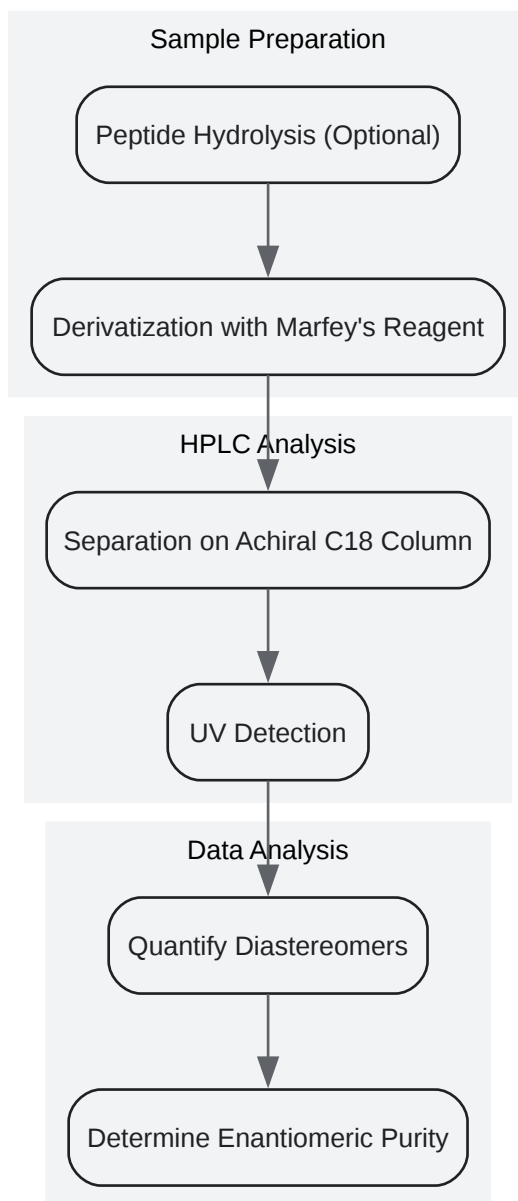 Sample Preparation
Peptide Hydrolysis (Optional)
Derivatization with Marfey's Reagent
HPLC Analysis
Separation on Achiral C18 Column
UV Detection
Data Analysis
Quantify Diastereomers
Determine Enantiomeric Purity